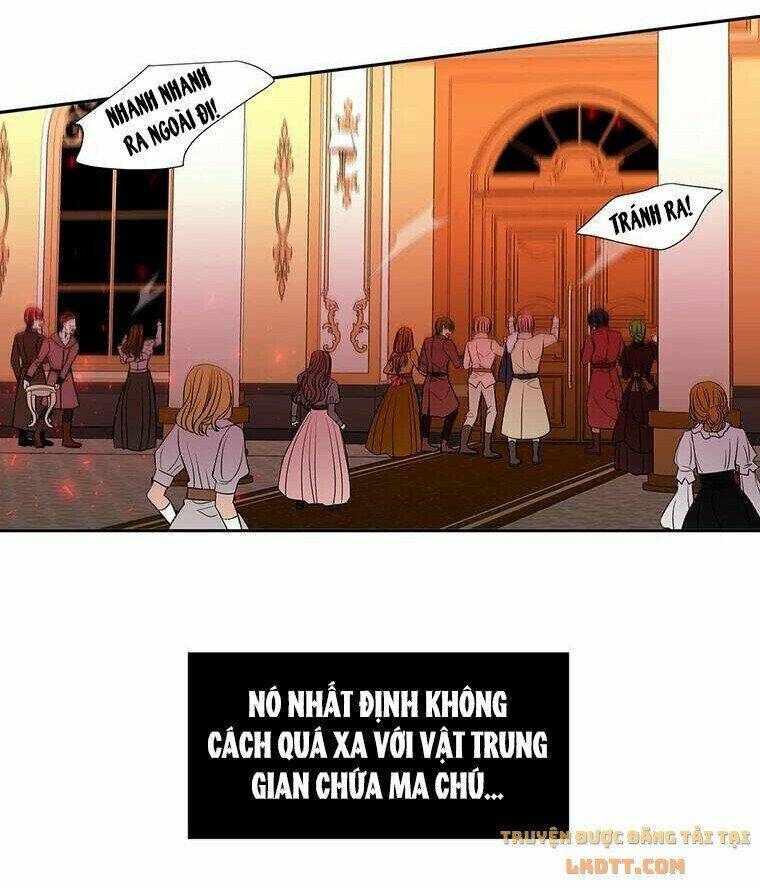 NHANH NHANH
RA NGOÀI ĐI!
TRÁNH RA!
NÓ NHẤT ĐỊNH KHÔNG
CÁCH QUÁ XA VỚI VẬT TRUNG
GIAN CHỨA MA CHÚ...
TRUYỆN ĐƯỢC ĐĂNG TẢI TẠI
LKDTT.COM